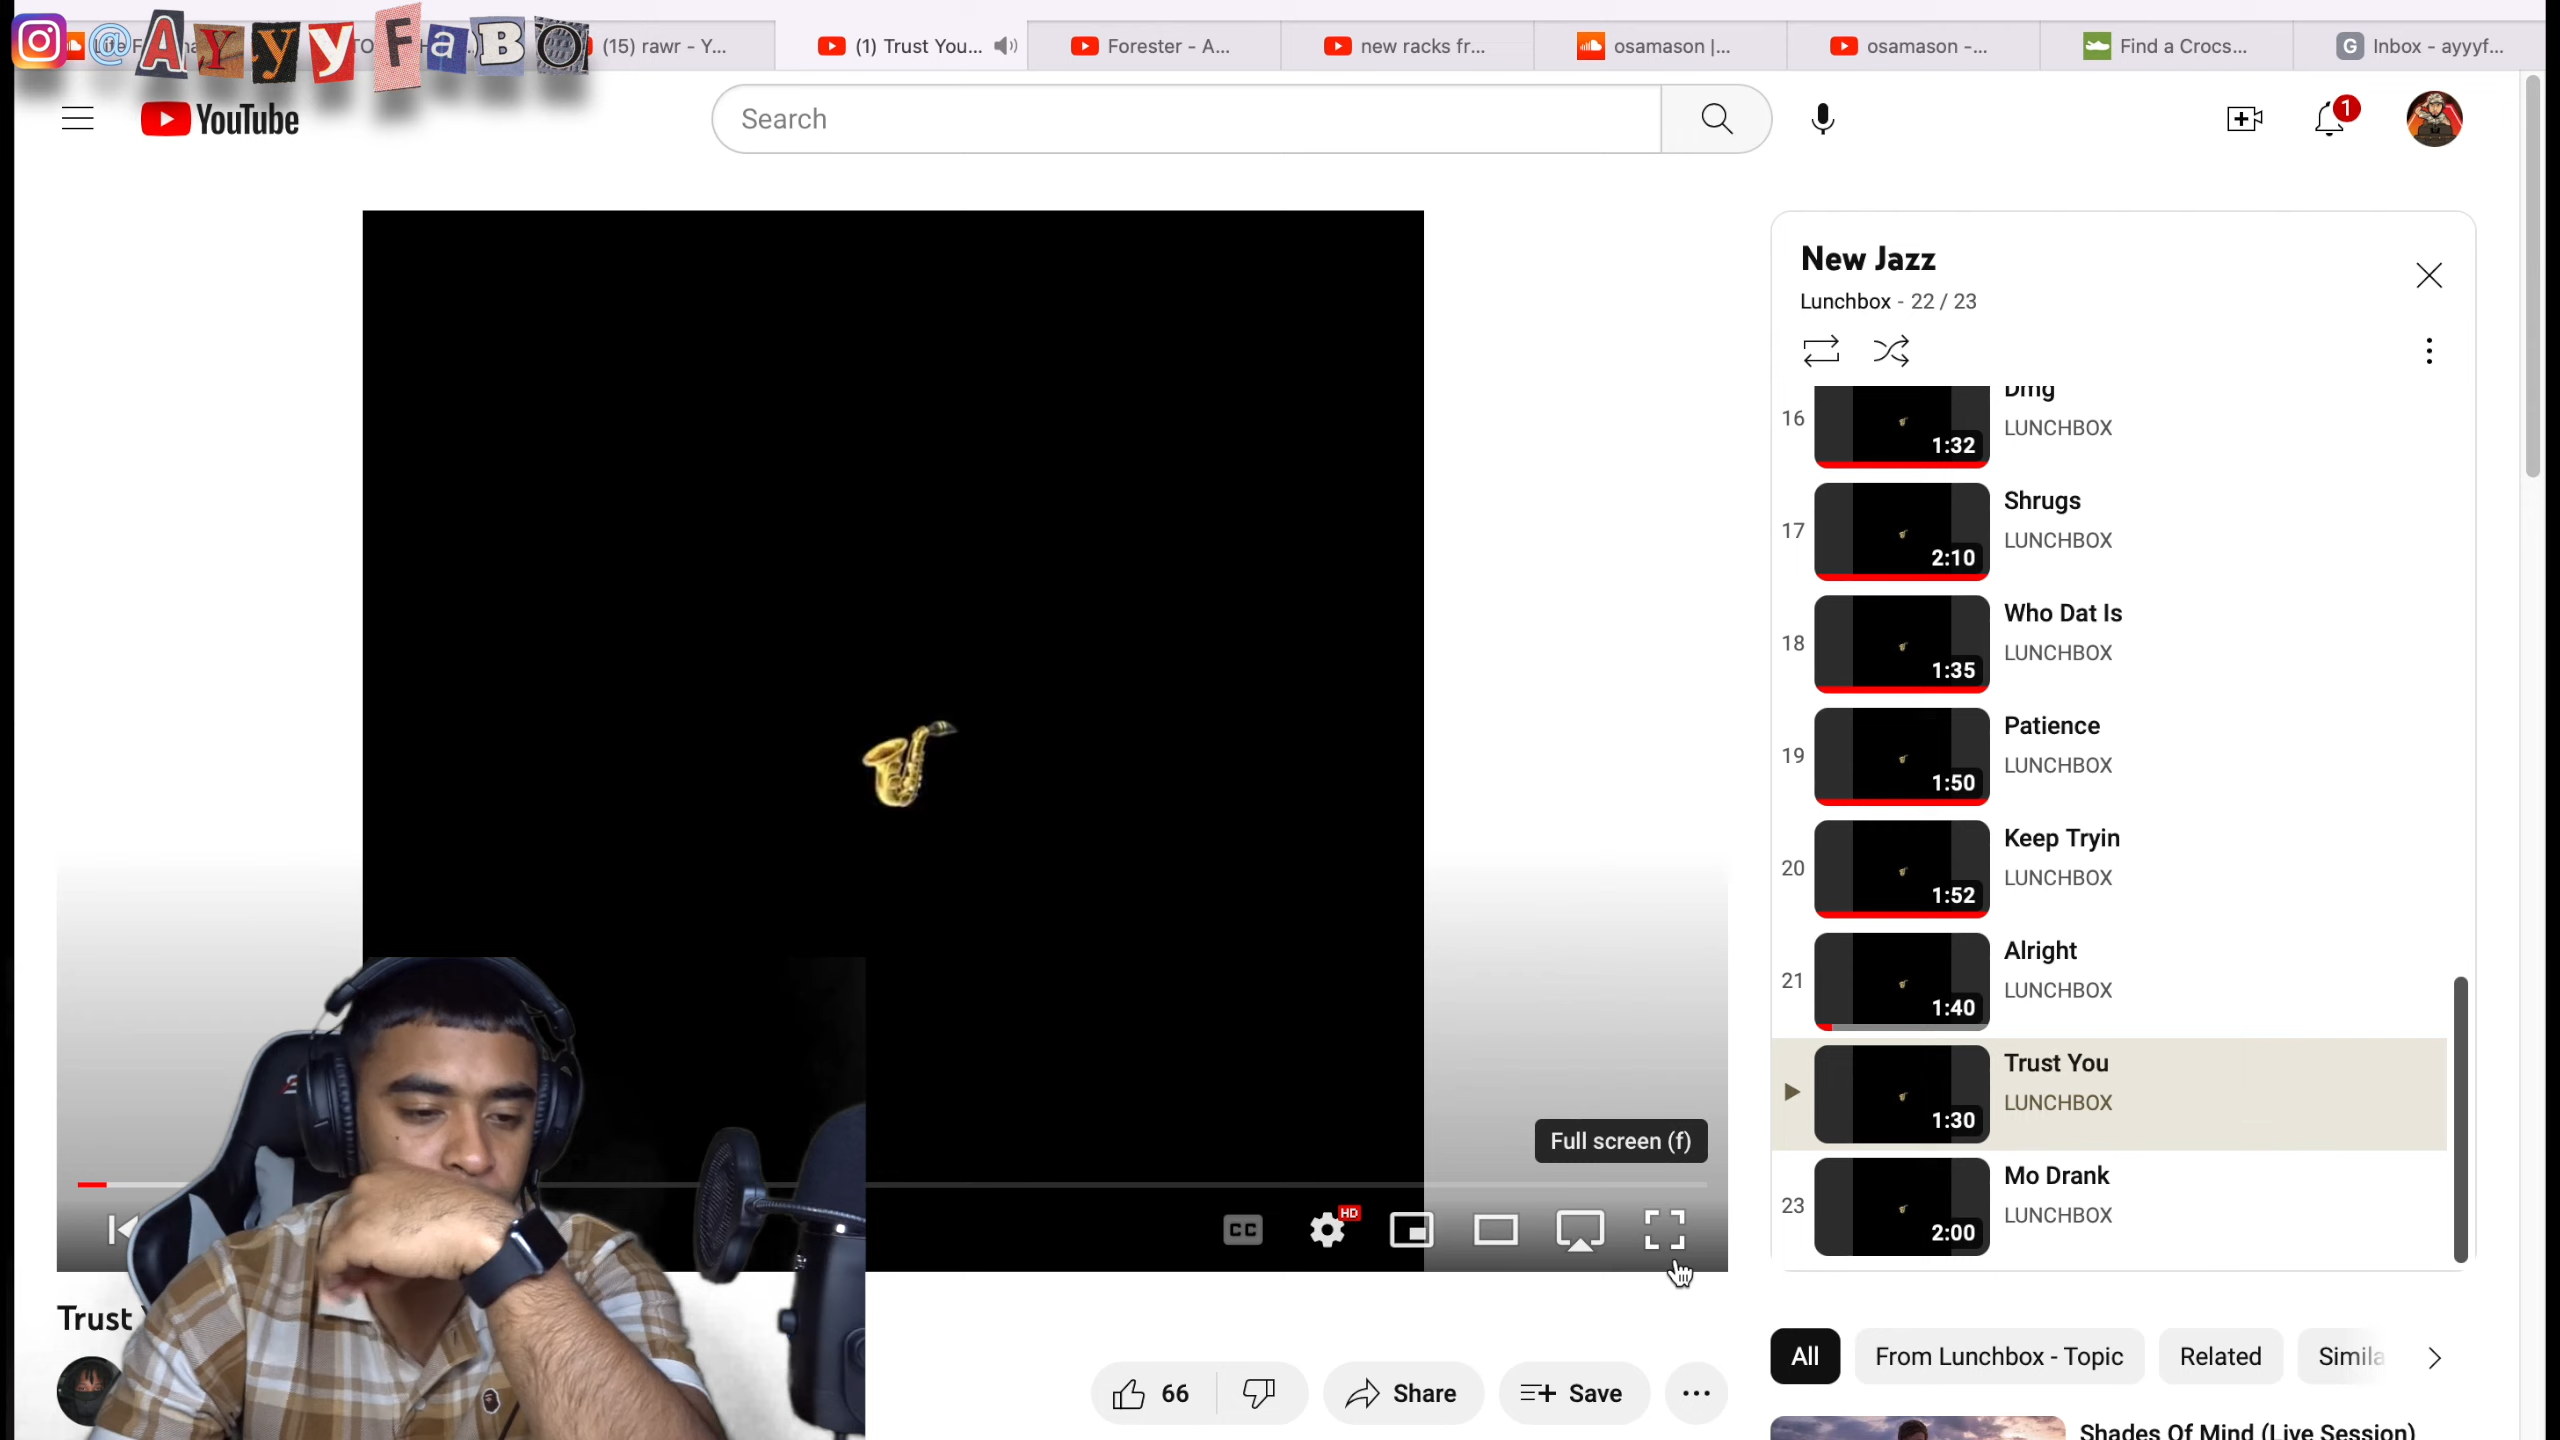 @AyyyFaBO
(15) rawr - Y...
(1) Trust You...
Forester - A...
new racks fr...
osamason |...
osamason -...
Find a Crocs...
G Inbox - ayyyf...
YouTube
Search
1
New Jazz
Lunchbox - 22 / 23
16
Dmg
LUNCHBOX
1:32
17
Shrugs
LUNCHBOX
2:10
18
Who Dat Is
LUNCHBOX
1:35
19
Patience
LUNCHBOX
1:50
20
Keep Tryin
LUNCHBOX
1:52
21
Alright
LUNCHBOX
1:40
Trust You
LUNCHBOX
1:30
23
Mo Drank
LUNCHBOX
2:00
Full screen (f)
CC
HD
Trust
66
Share
Save
All
From Lunchbox - Topic
Related
Simila
Shades Of Mind (Live Session)